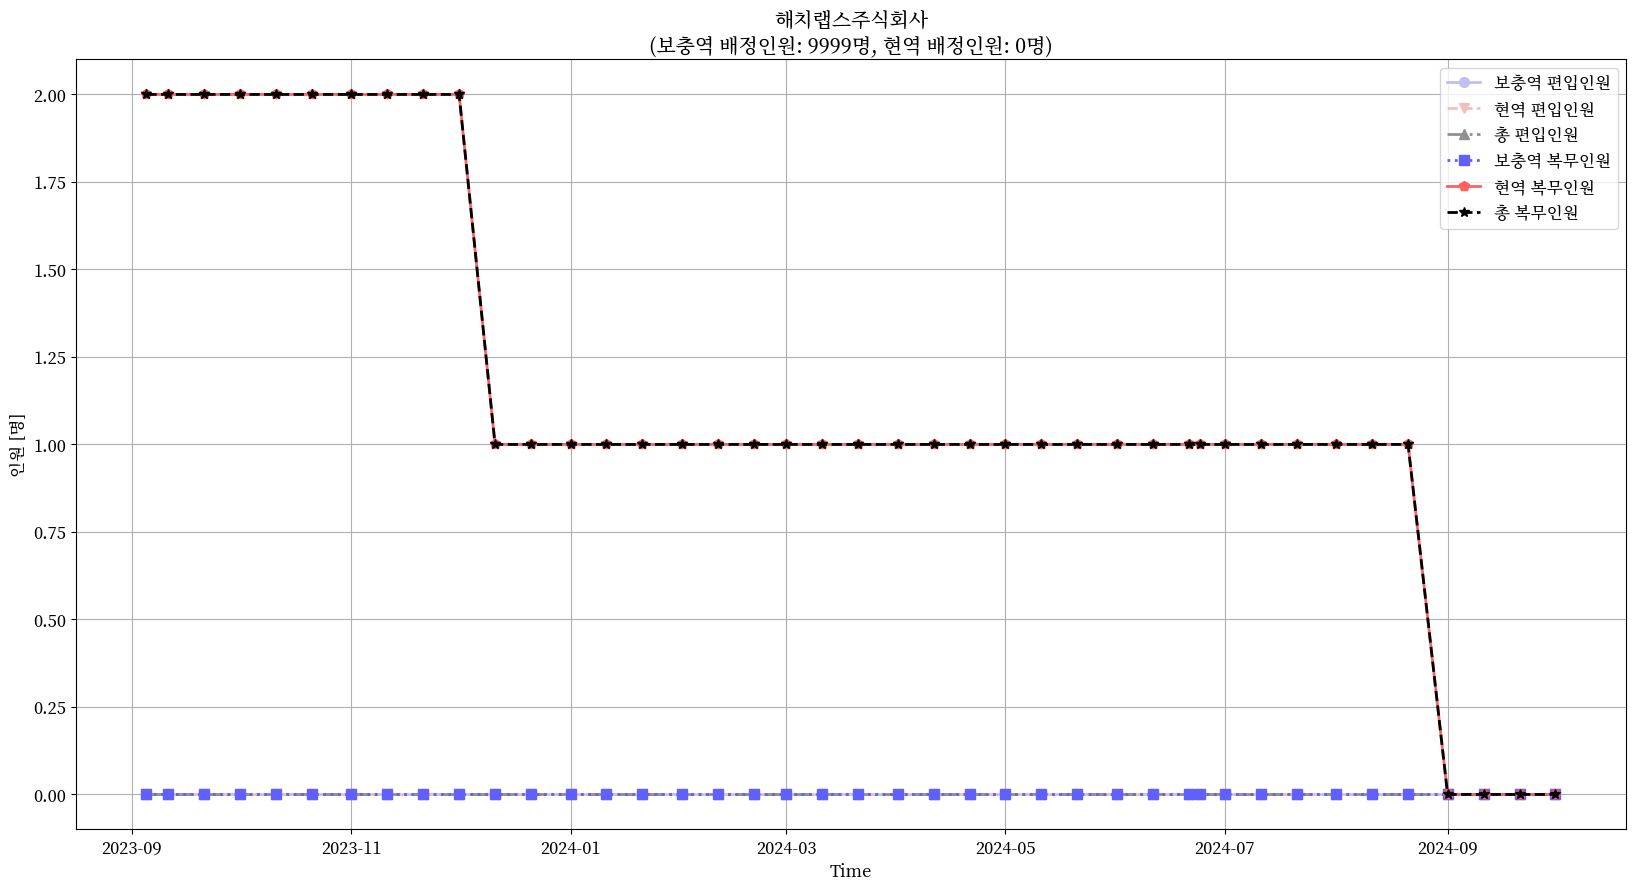 해치랩스주식회사
(보충역 배정인원: 9999명, 현역 배정인원: 0명)
보충역 편입인원
현역 편입인원
총 편입인원
보충역 복무인원
현역 복무인원
총 복무인원
인원 [명]
2.00
1.75
1.50
1.25
1.00
0.75
0.50
0.25
0.00
2023-09 2023-11 2024-01 2024-03 2024-05 2024-07 2024-09
Time